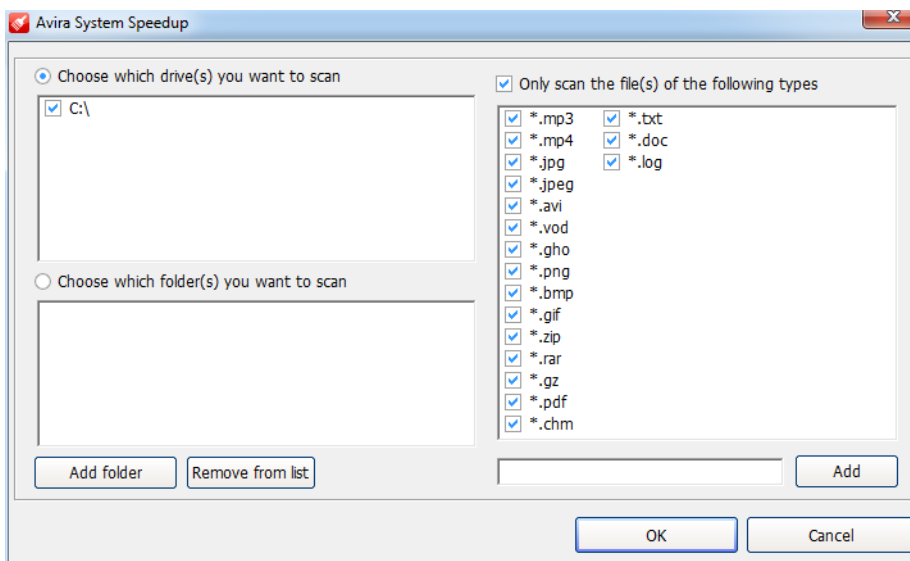 Avira System Speedup
Choose which drive(s) you want to scan
C:\
Choose which folder(s) you want to scan
Add folder
Remove from list
Only scan the file(s) of the following types
*.mp3 *.txt
*.mp4 *.doc
*.jpg *.log
*.jpeg
*.avi
*.vod
*.gho
*.png
*.bmp
*.gif
*.zip
*.rar
*.gz
*.pdf
*.chm
Add
OK
Cancel